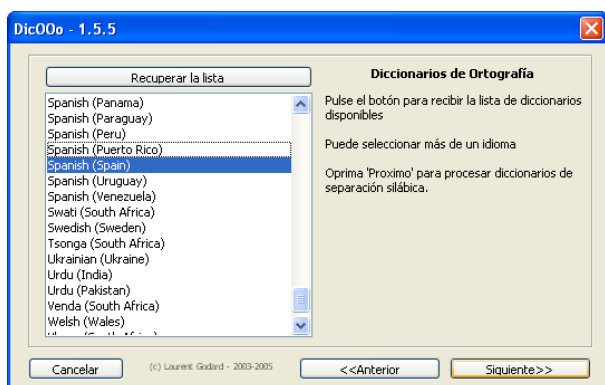 DicOOo - 1.5.5
Recuperar la lista
Spanish (Panama)
Spanish (Paraguay)
Spanish (Peru)
Spanish (Puerto Rico)
Spanish (Spain)
Spanish (Uruguay)
Spanish (Venezuela)
Swati (South Africa)
Swedish (Sweden)
Tsonga (South Africa)
Ukrainian (Ukraine)
Urdu (India)
Urdu (Pakistan)
Venda (South Africa)
Welsh (Wales)
Diccionarios de Ortografía
Pulse el botón para recibir la lista de diccionarios
disponibles
Puede seleccionar más de un idioma
Oprima 'Proximo' para procesar diccionarios de
separación silábica.
Cancelar
(c) Laurent Godard - 2003-2005
<<Anterior
Siguiente>>